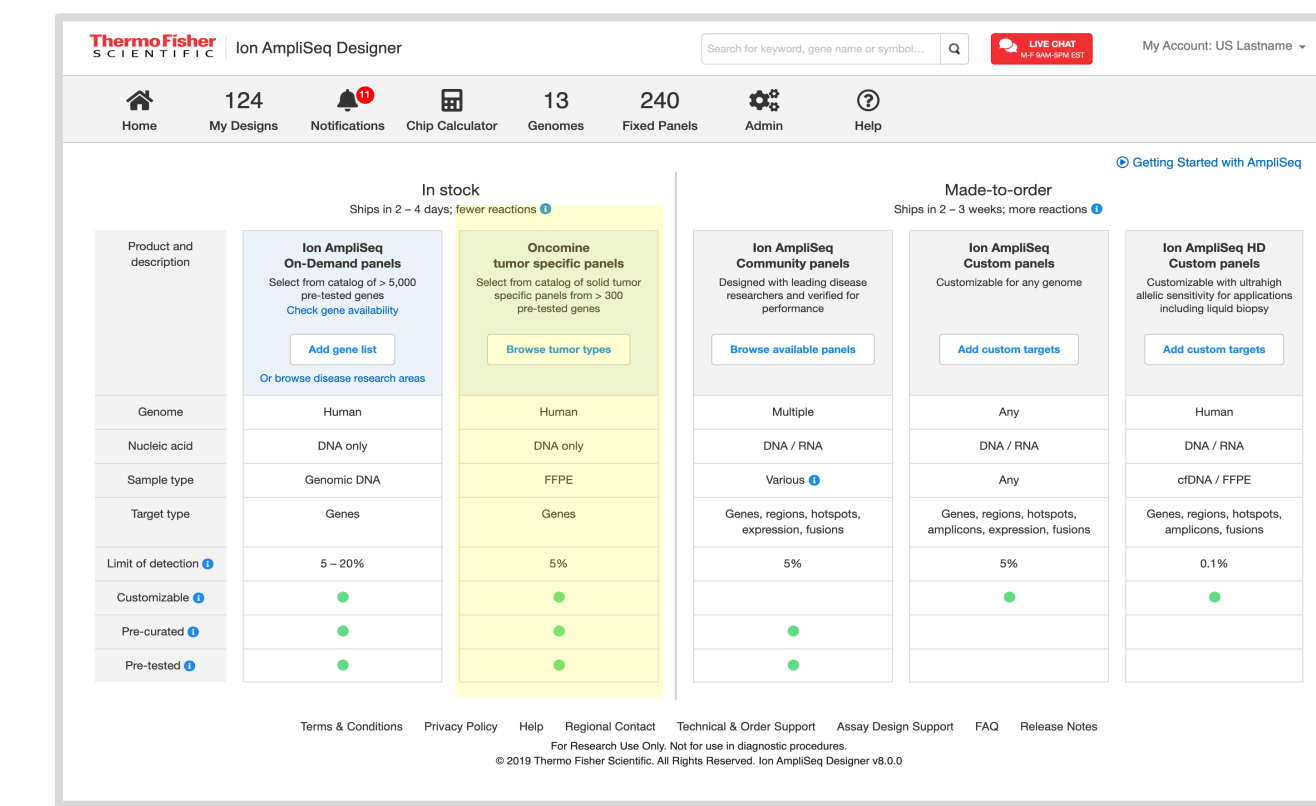 ThermoFisher
SCIENTIFIC
Ion AmpliSeq Designer
Search for keyword, gene name or symbol...
LIVE CHAT
M-F 9AM-5PM EST
My Account: US Lastname
Home
124
My Designs
11
Notifications
Chip Calculator
13
Genomes
240
Fixed Panels
Admin
Help
Getting Started with AmpliSeq
In stock
Ships in 2 – 4 days; fewer reactions
Made-to-order
Ships in 2 – 3 weeks; more reactions
Product and
description
Ion AmpliSeq
On-Demand panels
Select from catalog of > 5,000
pre-tested genes
Check gene availability
Add gene list
Or browse disease research areas
Oncomine
tumor specific panels
Select from catalog of solid tumor
specific panels from > 300
pre-tested genes
Browse tumor types
Ion AmpliSeq
Community panels
Designed with leading disease
researchers and verified for
performance
Browse available panels
Ion AmpliSeq
Custom panels
Customizable for any genome
Add custom targets
Ion AmpliSeq HD
Custom panels
Customizable with ultrahigh
allelic sensitivity for applications
including liquid biopsy
Add custom targets
Genome Human Human Multiple Any Human
Nucleic acid DNA only DNA only DNA / RNA DNA / RNA DNA / RNA
Sample type Genomic DNA FFPE Various Any cfDNA / FFPE
Target type Genes Genes Genes, regions, hotspots, Genes, regions, hotspots, Genes, regions, hotspots,
expression, fusions amplicons, expression, fusions amplicons, fusions
Limit of detection 5 – 20% 5% 5% 5% 0.1%
Customizable
Pre-curated
Pre-tested
Terms & Conditions Privacy Policy Help Regional Contact Technical & Order Support Assay Design Support FAQ Release Notes
For Research Use Only. Not for use in diagnostic procedures.
© 2019 Thermo Fisher Scientific. All Rights Reserved. Ion AmpliSeq Designer v8.0.0